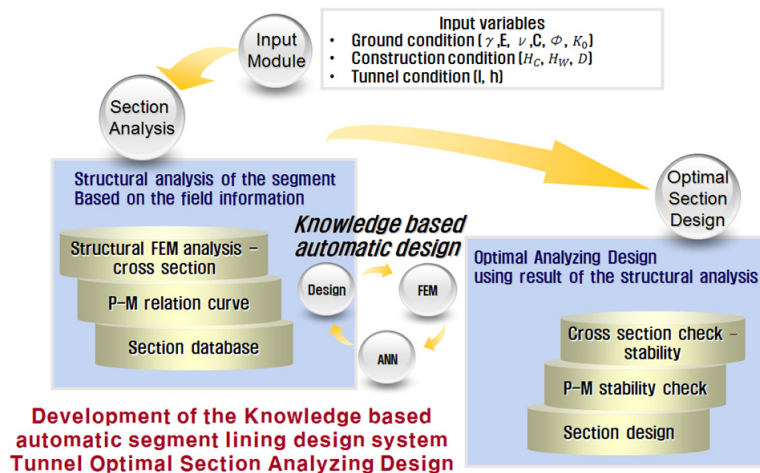 Input variables
• Ground condition (γ,E, ν,C, Φ, K₀)
• Construction condition (H_C, H_W, D)
• Tunnel condition (l, h)
Input
Module
Section
Analysis
Structural analysis of the segment
Based on the field information
Structural FEM analysis –
cross section
P-M relation curve
Section database
Knowledge based
automatic design
Design
FEM
ANN
Optimal
Section
Design
Optimal Analyzing Design
using result of the structural analysis
Cross section check –
stability
P-M stability check
Section design
Development of the Knowledge based
automatic segment lining design system
Tunnel Optimal Section Analyzing Design